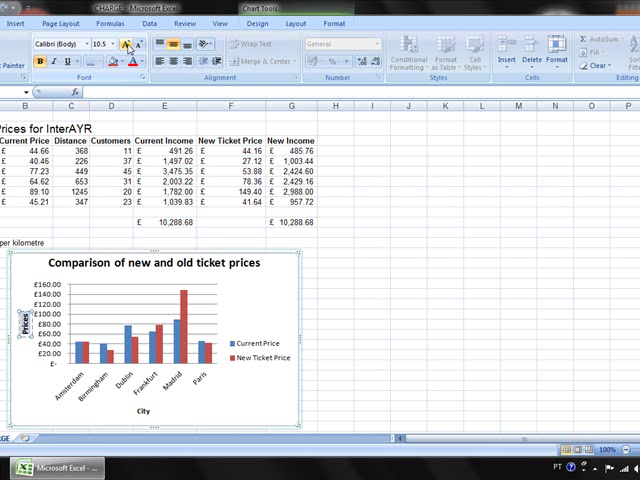 CHARGE - Microsoft Excel Chart Tools
Insert Page Layout Formulas Data Review View Design Layout Format
Calibri (Body) 10.5 A A Wrap Text General AutoSum
Fill
Painter B I U Merge & Center % Conditional Formatting Format as Table Cell Styles Insert Delete Format Clear
Font Alignment Number Styles Cells
fx
B C D E F G H I J K L M N O P
Prices for InterAYR
Current Price Distance Customers Current Income New Ticket Price New Income
£ 44.66 368 11 £ 491.26 £ 44.16 £ 485.76
£ 40.46 226 37 £ 1,497.02 £ 27.12 £ 1,003.44
£ 77.23 449 45 £ 3,475.35 £ 53.88 £ 2,424.60
£ 64.62 653 31 £ 2,003.22 £ 78.36 £ 2,429.16
£ 89.10 1245 20 £ 1,782.00 £ 149.40 £ 2,988.00
£ 45.21 347 23 £ 1,039.83 £ 41.64 £ 957.72
£ 10,288.68 £ 10,288.68
per kilometre
Comparison of new and old ticket prices
£160.00
£140.00
£120.00
£100.00
£80.00
£60.00
£40.00
£20.00
£-
Prices
Amsterdam Birmingham Dublin Frankfurt Madrid Paris
City
Current Price
New Ticket Price
RGE
100%
Microsoft Excel - ...
PT